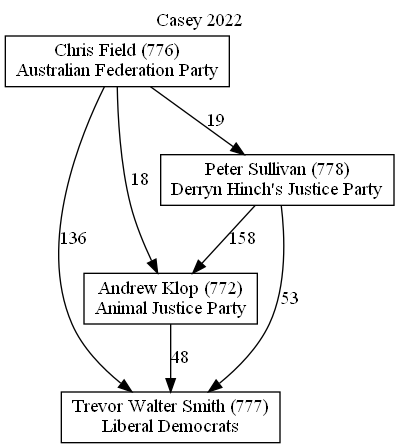 Casey 2022
Chris Field (776)
Australian Federation Party
19
Peter Sullivan (778)
Derryn Hinch's Justice Party
18
136
158
Andrew Klop (772)
Animal Justice Party
53
48
Trevor Walter Smith (777)
Liberal Democrats